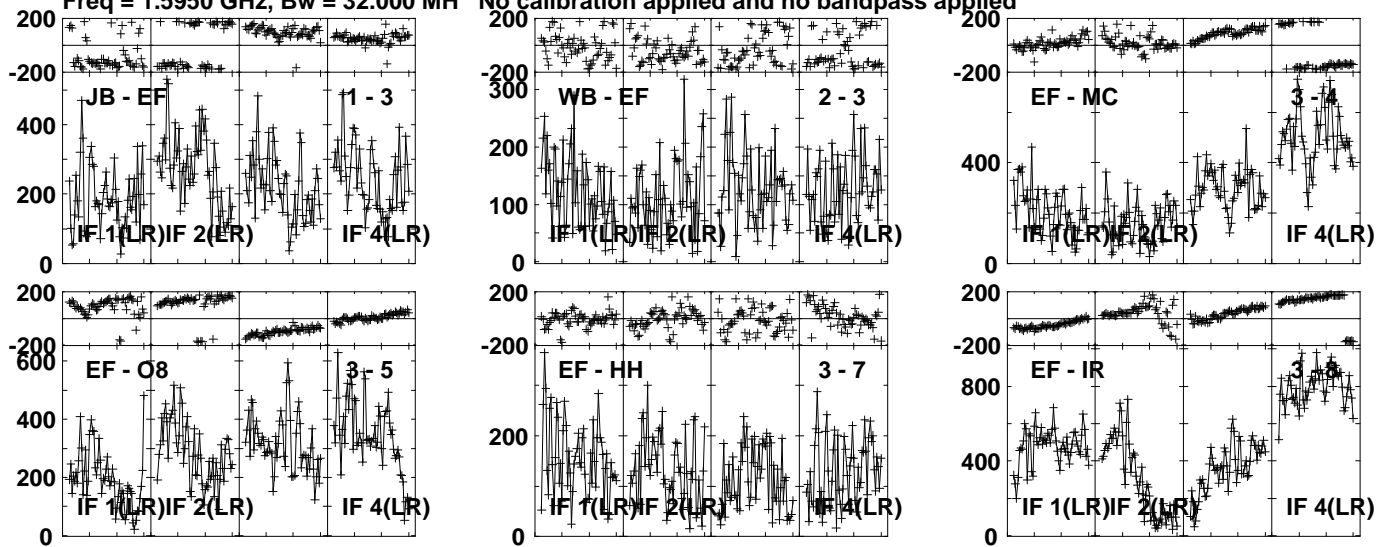 Freq = 1.5950 GHz, Bw = 32.000 MH No calibration applied and no bandpass applied
200 200 200
-200 -200 -200
JB - EF 1 - 3 WB - EF 2 - 3 EF - MC 3 - 4
300
400
200 400
200
100
IF 1(LR) IF 2(LR) IF 4(LR) IF 1(LR) IF 2(LR) IF 4(LR) IF 1(LR) IF 2(LR) IF 4(LR)
0 0 0
200 200 200
-200 -200 -200
600
EF - O8 3 - 5 EF - HH 3 - 7 EF - IR 3 - 8
800
400 200
400
200
IF 1(LR) IF 2(LR) IF 4(LR) IF 1(LR) IF 2(LR) IF 4(LR) IF 1(LR) IF 2(LR) IF 4(LR)
0 0 0